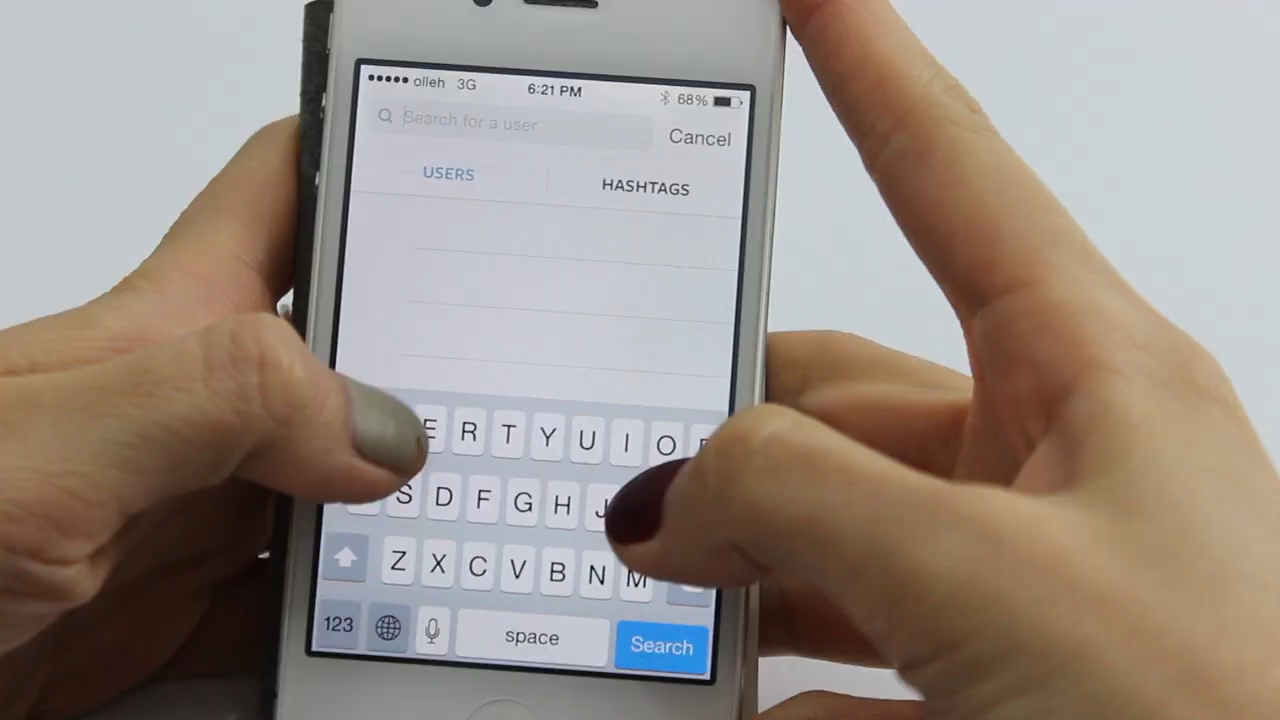 olleh 3G 6:21 PM 68%
Search for a user
Cancel
USERS HASHTAGS
E R T Y U I O P
S D F G H J
Z X C V B N M
123 space Search